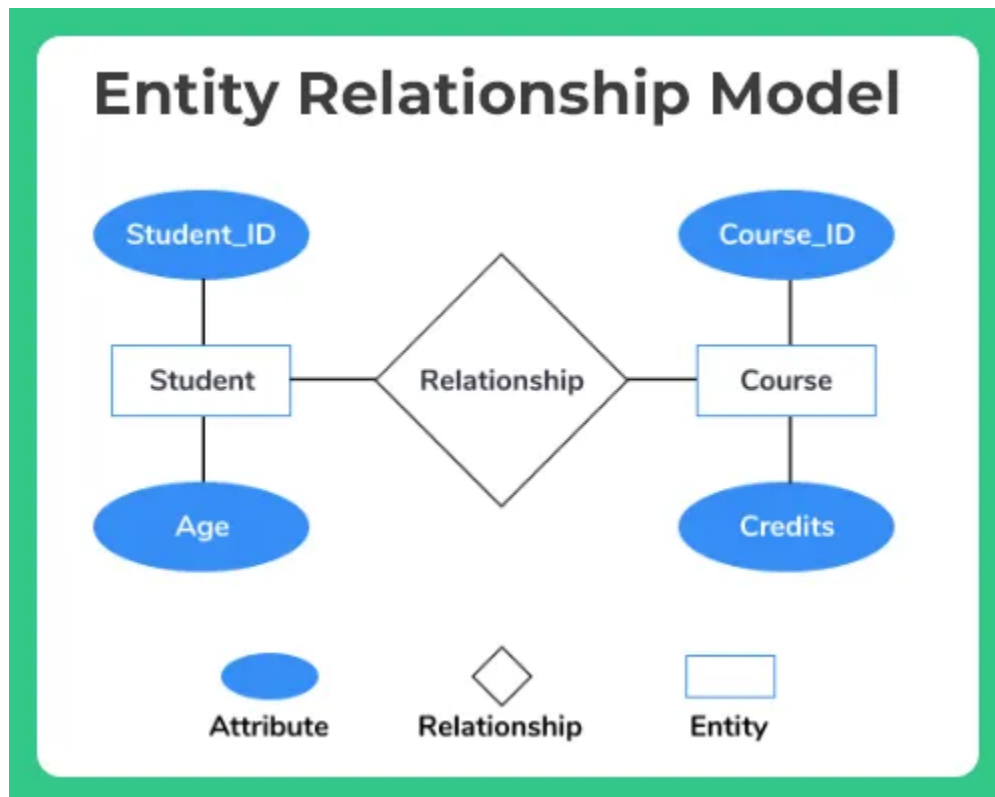 Entity Relationship Model
Student_ID
Course_ID
Student
Relationship
Course
Age
Credits
Attribute
Relationship
Entity